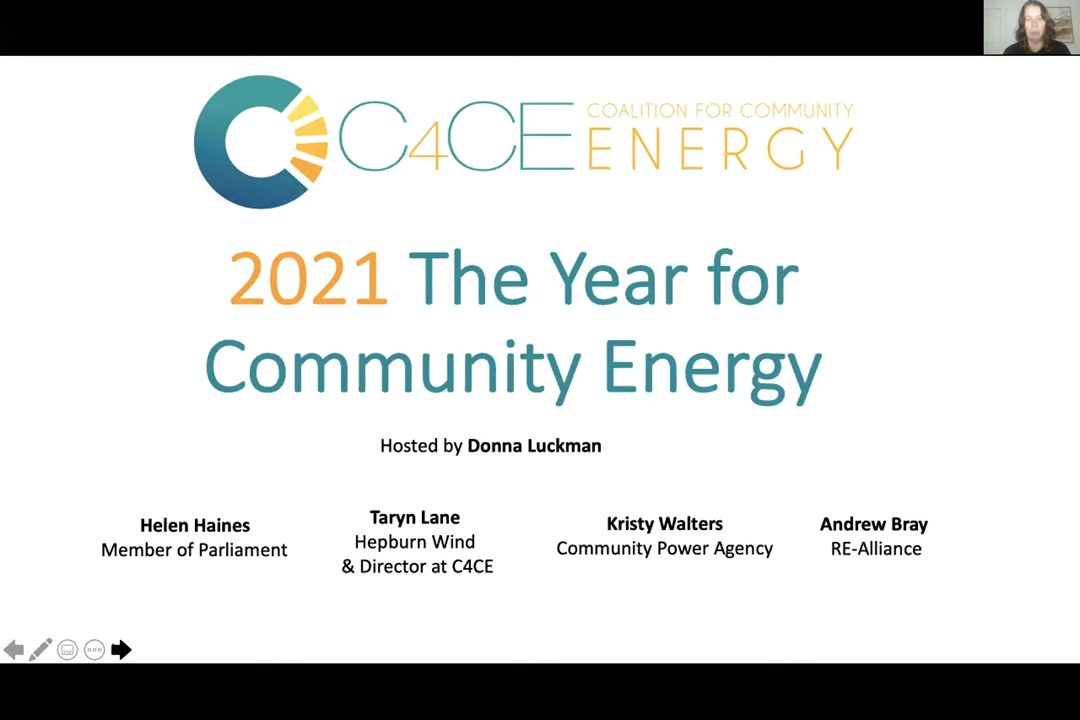 C4CE
COALITION FOR COMMUNITY
ENERGY
2021 The Year for
Community Energy
Hosted by Donna Luckman
Helen Haines
Member of Parliament
Taryn Lane
Hepburn Wind
& Director at C4CE
Kristy Walters
Community Power Agency
Andrew Bray
RE-Alliance